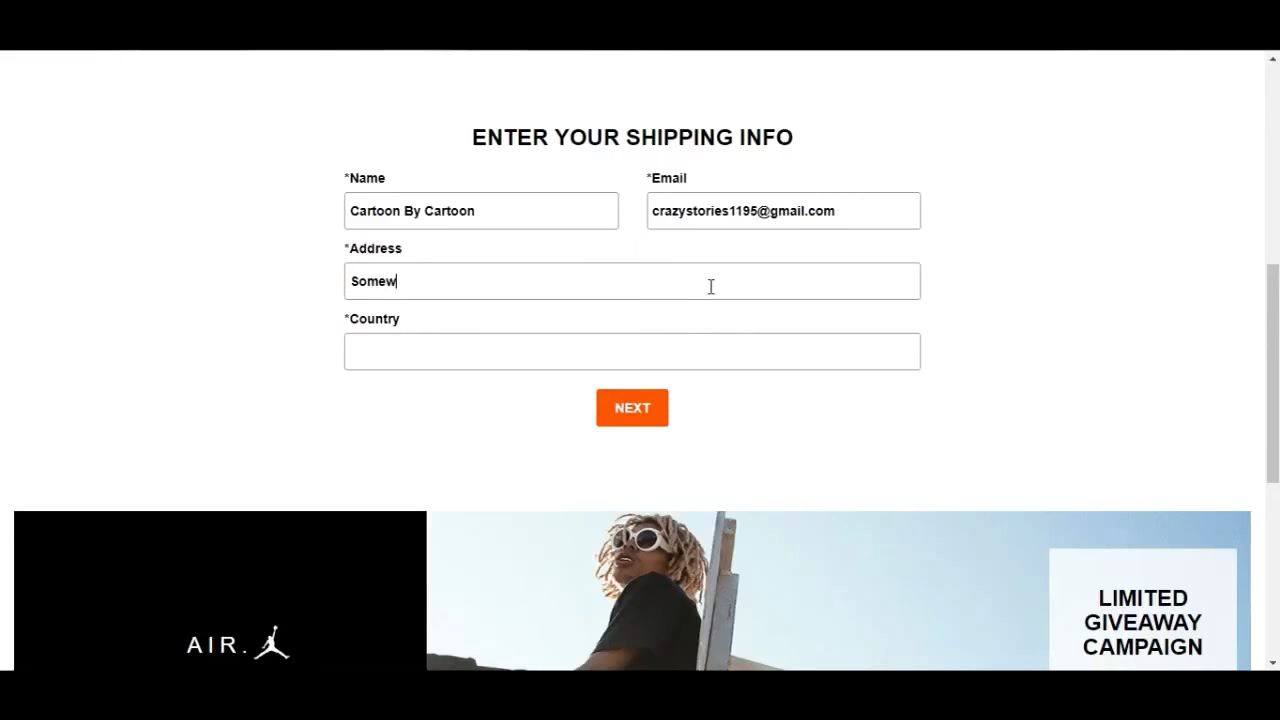 ENTER YOUR SHIPPING INFO
*Name
*Email
Cartoon By Cartoon
crazystories1195@gmail.com
*Address
Somew
*Country
NEXT
AIR.
LIMITED
GIVEAWAY
CAMPAIGN